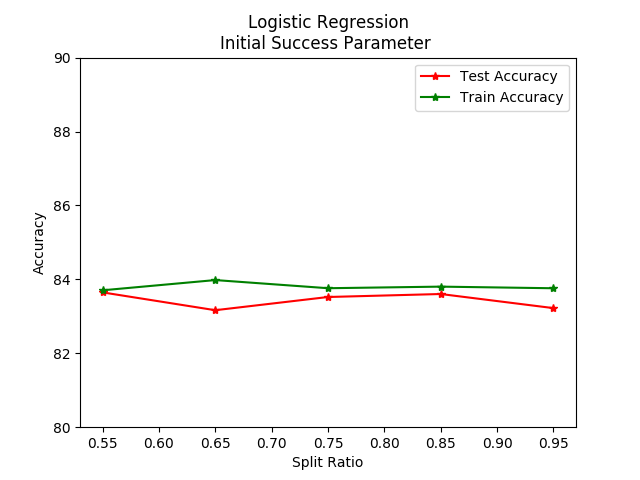 Logistic Regression
Initial Success Parameter
90
88
86
84
82
80
Accuracy
Test Accuracy
Train Accuracy
0.55 0.60 0.65 0.70 0.75 0.80 0.85 0.90 0.95
Split Ratio